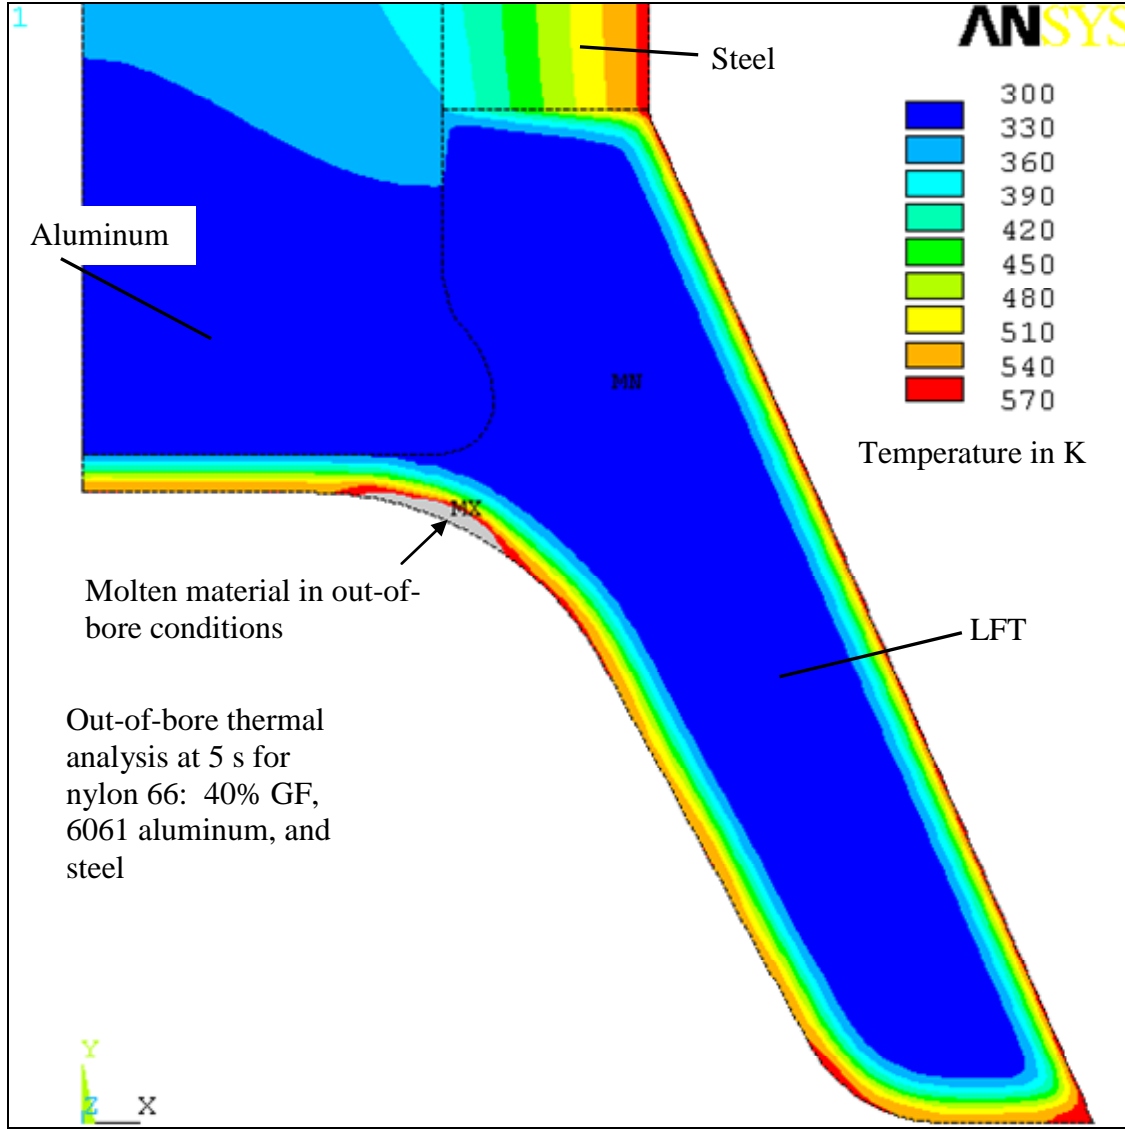 1
ANSYS
Steel
300
330
360
390
420
450
480
510
540
570
Aluminum
MN
Temperature in K
MX
Molten material in out-of-
bore conditions
LFT
Out-of-bore thermal
analysis at 5 s for
nylon 66:  40% GF,
6061 aluminum, and
steel
Y
Z
X